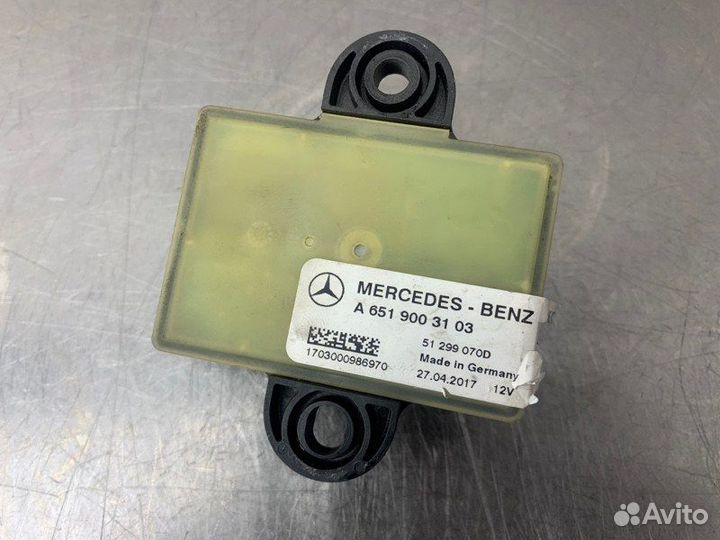 MERCEDES - BENZ
A 651 900 31 03
51 299 070D
Made in Germany
1703000986970
27.04.2017 12V
Avito